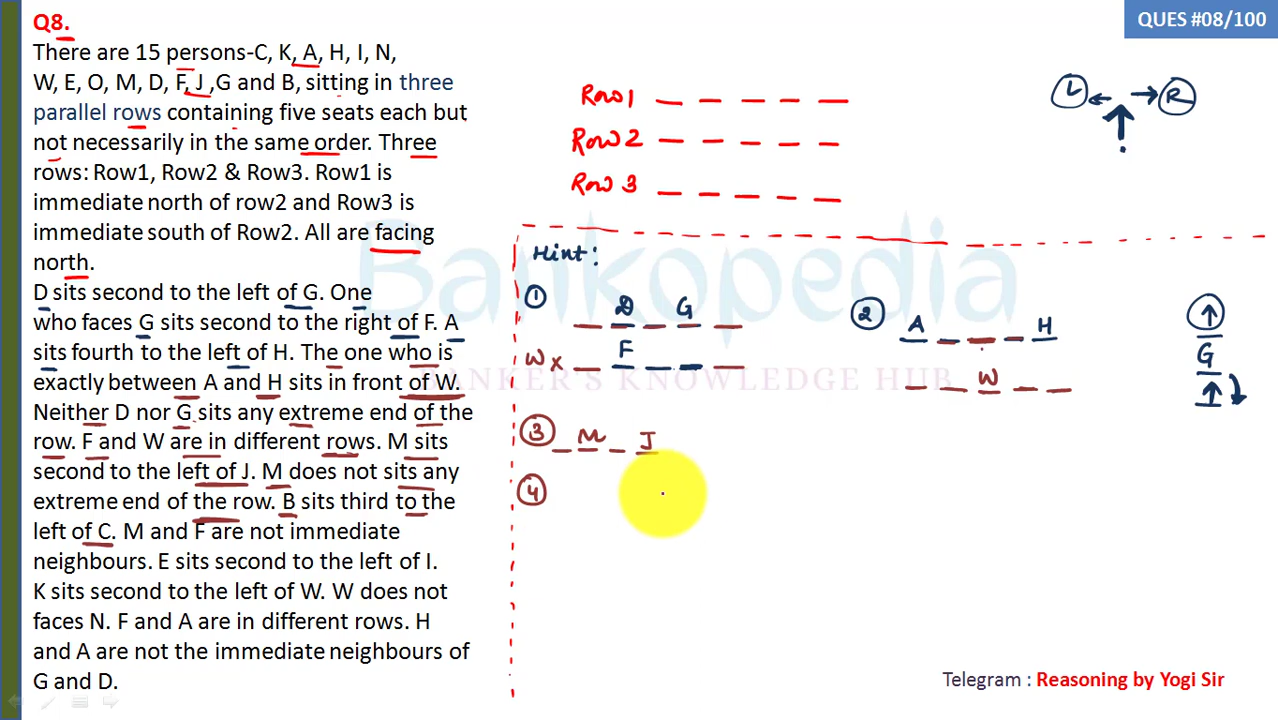 Q8.
QUES #08/100
There are 15 persons-C, K, A, H, I, N,
W, E, O, M, D, F, J ,G and B, sitting in three
parallel rows containing five seats each but
not necessarily in the same order. Three
rows: Row1, Row2 & Row3. Row1 is
immediate north of row2 and Row3 is
immediate south of Row2. All are facing
north.
D sits second to the left of G. One
who faces G sits second to the right of F. A
sits fourth to the left of H. The one who is
exactly between A and H sits in front of W.
Neither D nor G sits any extreme end of the
row. F and W are in different rows. M sits
second to the left of J. M does not sits any
extreme end of the row. B sits third to the
left of C. M and F are not immediate
neighbours. E sits second to the left of I.
K sits second to the left of W. W does not
faces N. F and A are in different rows. H
and A are not the immediate neighbours of
G and D.
Row1 _ _ _ _ _
Row 2 _ _ _ _ _
Row 3 _ _ _ _ _
L ← ↑ → R
Bankopedia
BANKER'S KNOWLEDGE HUB
Hint:
① _ D _ G _
W x _ F _ _ _
② A _ _ _ H
_ _ W _ _
↑
G
↑
③ _ M _ J
④
Telegram : Reasoning by Yogi Sir